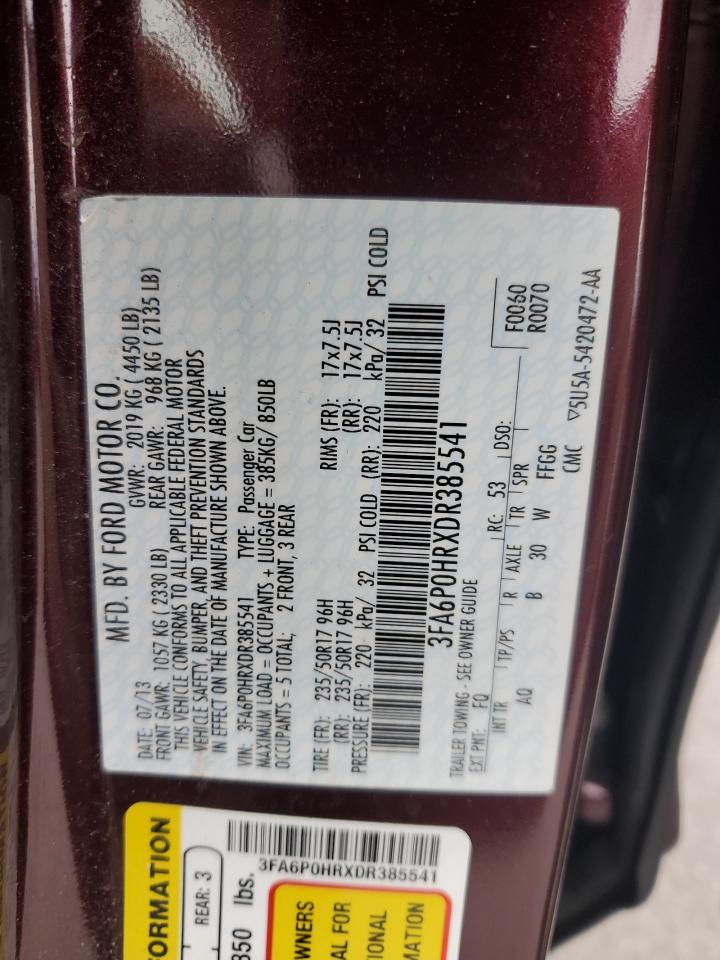 MFD. BY FORD MOTOR CO.
DATE: 07/13 GVWR: 2019 KG ( 4450 LB)
FRONT GAWR: 1057 KG ( 2330 LB) REAR GAWR: 968 KG ( 2135 LB)
THIS VEHICLE CONFORMS TO ALL APPLICABLE FEDERAL MOTOR
VEHICLE SAFETY, BUMPER, AND THEFT PREVENTION STANDARDS
IN EFFECT ON THE DATE OF MANUFACTURE SHOWN ABOVE.
VIN: 3FA6P0HRXDR385541 TYPE: Passenger Car
MAXIMUM LOAD = OCCUPANTS + LUGGAGE = 385KG/ 850LB
OCCUPANTS = 5 TOTAL; 2 FRONT, 3 REAR
TIRE (FR): 235/50R17 96H RIMS (FR): 17x7.5J
(RR): 235/50R17 96H (RR): 17x7.5J
PRESSURE (FR): 220 kPa/ 32 PSI COLD (RR): 220 kPa/ 32 PSI COLD
3FA6P0HRXDR385541
TRAILER TOWING - SEE OWNER GUIDE
EXT PNT: FQ RC: 53 DSO: F0060
R0070
INT TR TP/PS R AXLE TR SPR
AQ B 30 W FFGG
CMC ▽5U5A-5420472-AA
FORMATION
REAR: 3
3FA6P0HRXDR385541
850 lbs.
WNERS
AL FOR
IONAL
MATION